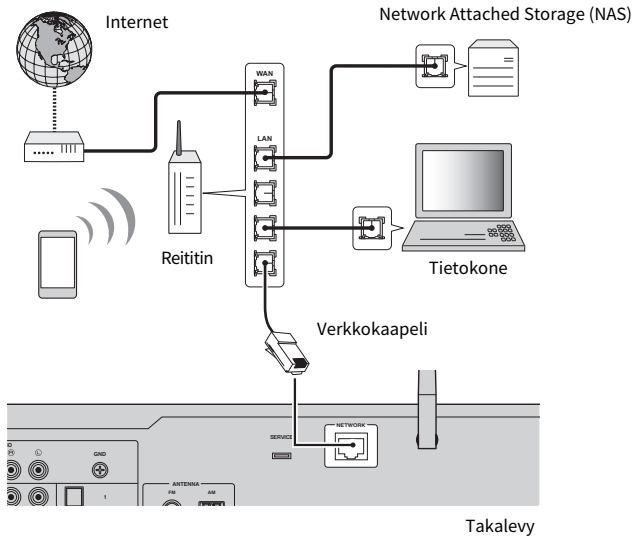 Internet
Network Attached Storage (NAS)
WAN
LAN
Reititin
Tietokone
Verkkokaapeli
SERVICE
NETWORK
R
L
GND
1
ANTENNA
FM
AM
Takalevy